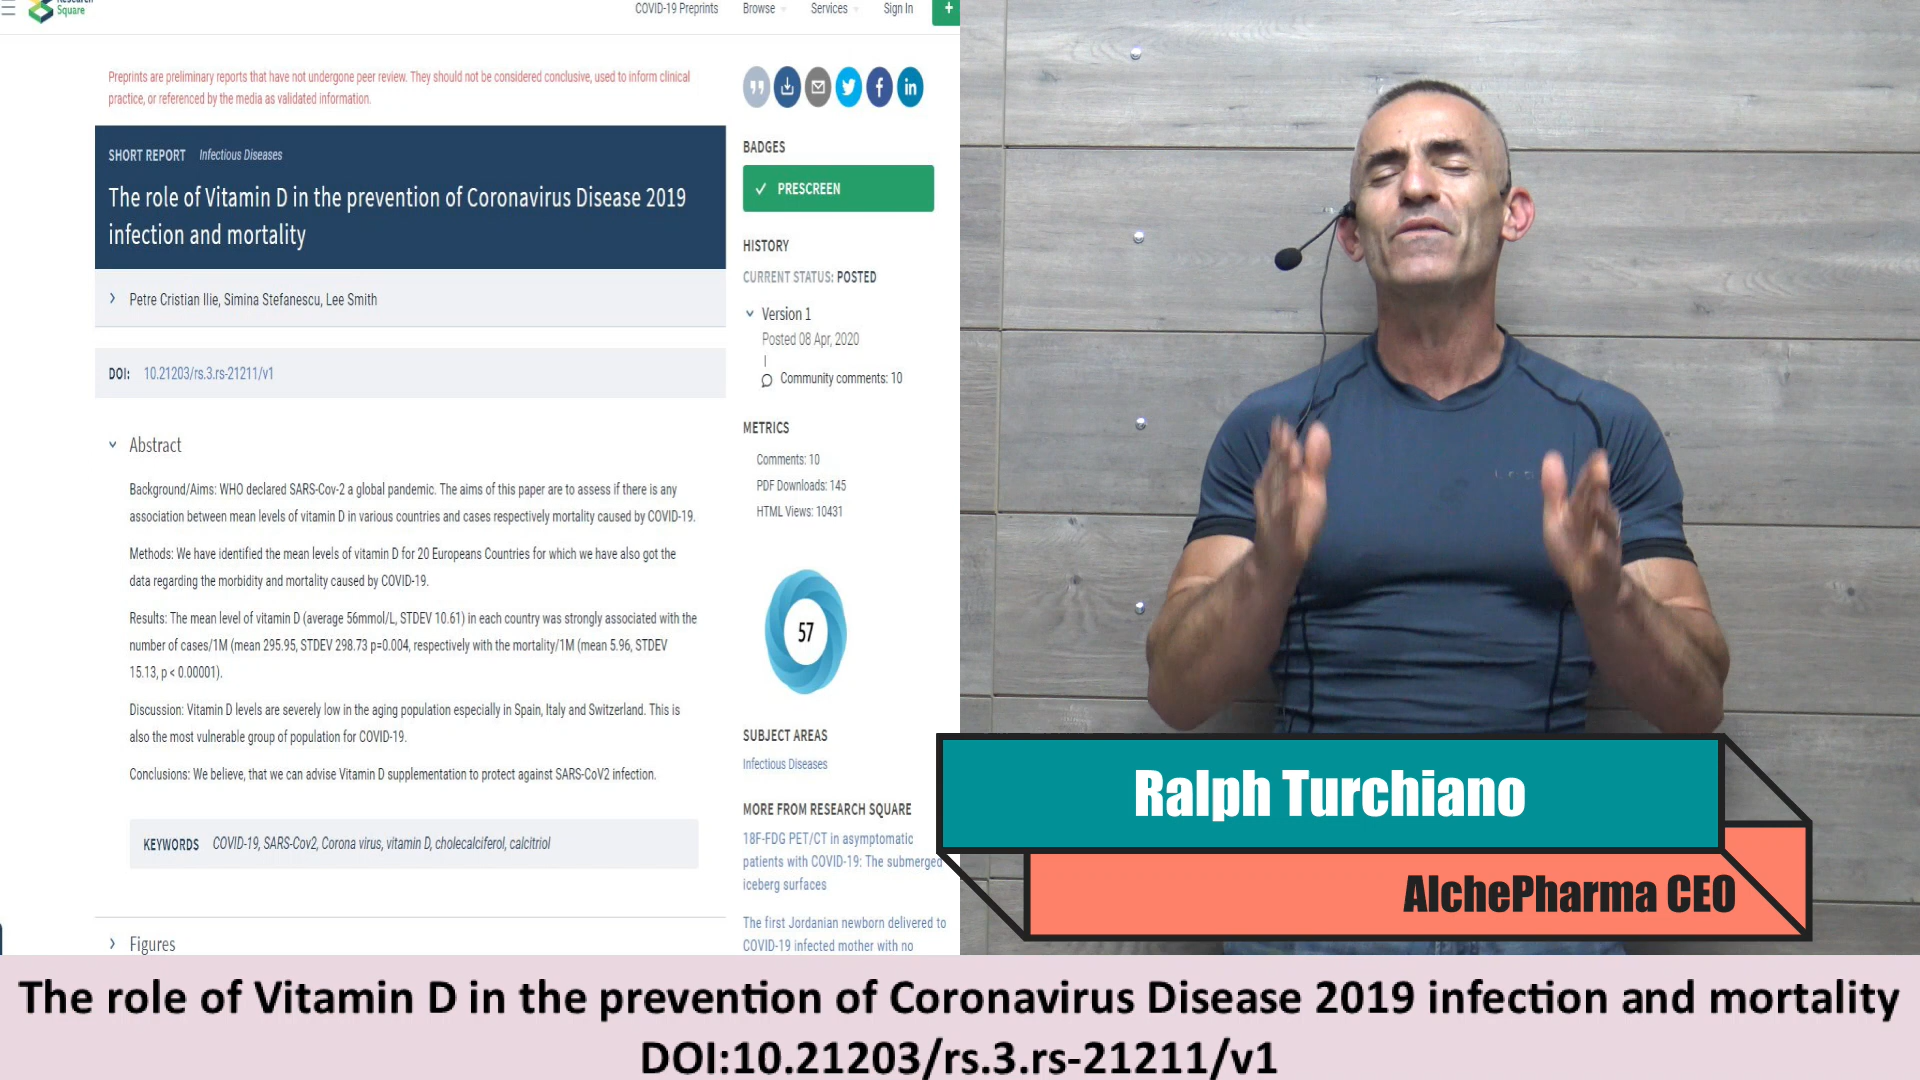 Research
Square
COVID-19 Preprints
Browse
Services
Sign In
+
Preprints are preliminary reports that have not undergone peer review. They should not be considered conclusive, used to inform clinical
practice, or referenced by the media as validated information.
SHORT REPORT Infectious Diseases
The role of Vitamin D in the prevention of Coronavirus Disease 2019
infection and mortality
Petre Cristian Ilie, Simina Stefanescu, Lee Smith
DOI: 10.21203/rs.3.rs-21211/v1
Abstract
Background/Aims: WHO declared SARS-Cov-2 a global pandemic. The aims of this paper are to assess if there is any
association between mean levels of vitamin D in various countries and cases respectively mortality caused by COVID-19.
Methods: We have identified the mean levels of vitamin D for 20 Europeans Countries for which we have also got the
data regarding the morbidity and mortality caused by COVID-19.
Results: The mean level of vitamin D (average 56mmol/L, STDEV 10.61) in each country was strongly associated with the
number of cases/1M (mean 295.95, STDEV 298.73 p=0.004, respectively with the mortality/1M (mean 5.96, STDEV
15.13, p < 0.00001).
Discussion: Vitamin D levels are severely low in the aging population especially in Spain, Italy and Switzerland. This is
also the most vulnerable group of population for COVID-19.
Conclusions: We believe, that we can advise Vitamin D supplementation to protect against SARS-CoV2 infection.
KEYWORDS COVID-19, SARS-Cov2, Corona virus, vitamin D, cholecalciferol, calcitriol
Figures
BADGES
PRESCREEN
HISTORY
CURRENT STATUS: POSTED
Version 1
Posted 08 Apr, 2020
Community comments: 10
METRICS
Comments: 10
PDF Downloads: 145
HTML Views: 10431
57
SUBJECT AREAS
Infectious Diseases
MORE FROM RESEARCH SQUARE
18F-FDG PET/CT in asymptomatic
patients with COVID-19: The submerged
iceberg surfaces
The first Jordanian newborn delivered to
COVID-19 infected mother with no
Ralph Turchiano
AlchePharma CEO
The role of Vitamin D in the prevention of Coronavirus Disease 2019 infection and mortality
DOI:10.21203/rs.3.rs-21211/v1